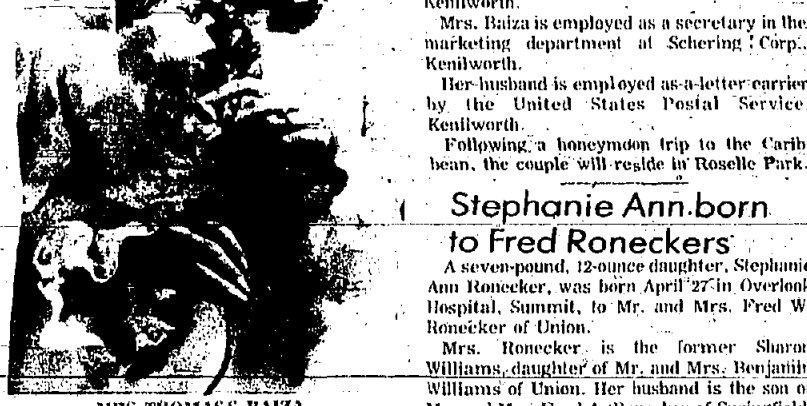 Kenilworth.
Mrs. Baiza is employed as a secretary in the
marketing department at Schering Corp.,
Kenilworth.
Her husband is employed as a letter carrier
by the United States Postal Service
Kenilworth.
Following a honeymoon trip to the Carib
bean, the couple will reside in Roselle Park.
Stephanie Ann born
to Fred Roneckers
A seven-pound, 12-ounce daughter, Stephanie
Ann Ronecker, was born April 27 in Overlook
Hospital, Summit, to Mr. and Mrs. Fred W
Ronecker of Union.
Mrs. Ronecker is the former Sharon
Williams, daughter of Mr. and Mrs. Benjamin
Williams of Union. Her husband is the son o
MRS THOMAS S BAIZA